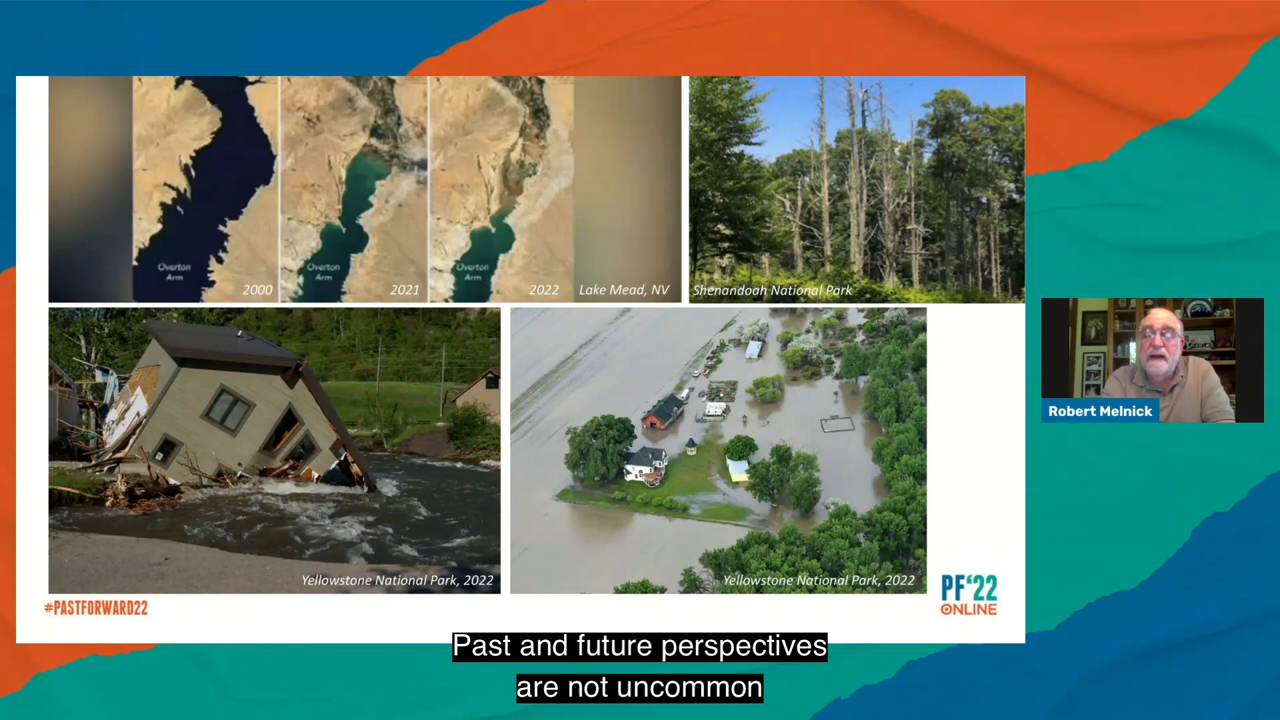 Overton
Arm
2000
Overton
Arm
2021
Overton
Arm
2022
Lake Mead, NV
Shenandoah National Park
Robert Melnick
Yellowstone National Park, 2022
Yellowstone National Park, 2022
#PASTFORWARD22
PF'22
ONLINE
Past and future perspectives
are not uncommon